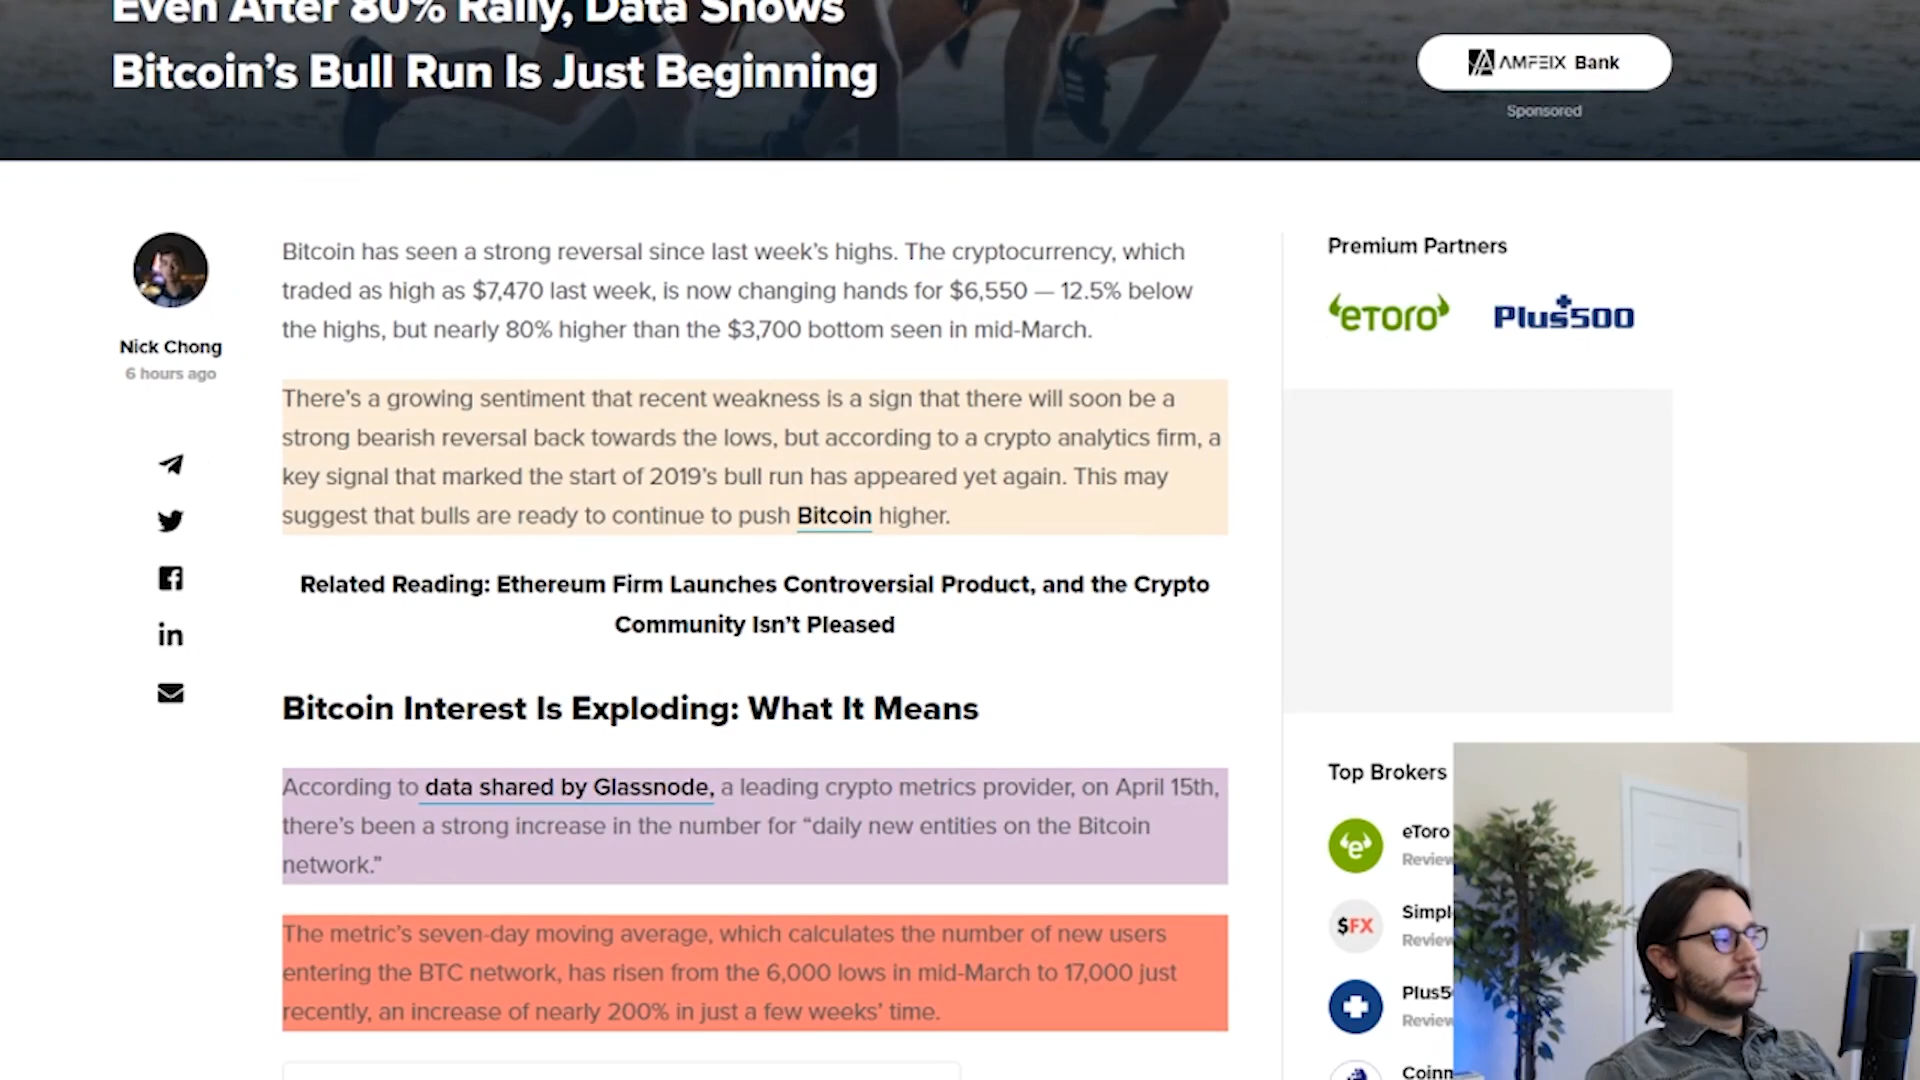 Even After 80% Rally, Data Shows
Bitcoin's Bull Run Is Just Beginning
AMFEIX Bank
Sponsored
Nick Chong
6 hours ago
Bitcoin has seen a strong reversal since last week's highs. The cryptocurrency, which
traded as high as $7,470 last week, is now changing hands for $6,550 — 12.5% below
the highs, but nearly 80% higher than the $3,700 bottom seen in mid-March.
There's a growing sentiment that recent weakness is a sign that there will soon be a
strong bearish reversal back towards the lows, but according to a crypto analytics firm, a
key signal that marked the start of 2019's bull run has appeared yet again. This may
suggest that bulls are ready to continue to push Bitcoin higher.
Related Reading: Ethereum Firm Launches Controversial Product, and the Crypto
Community Isn't Pleased
Bitcoin Interest Is Exploding: What It Means
According to data shared by Glassnode, a leading crypto metrics provider, on April 15th,
there's been a strong increase in the number for “daily new entities on the Bitcoin
network.”
The metric's seven-day moving average, which calculates the number of new users
entering the BTC network, has risen from the 6,000 lows in mid-March to 17,000 just
recently, an increase of nearly 200% in just a few weeks' time.
Premium Partners
eToro
Plus500
Top Brokers
eToro
Review
$FX
Simpl
Review
Plus5
Review
Coinm